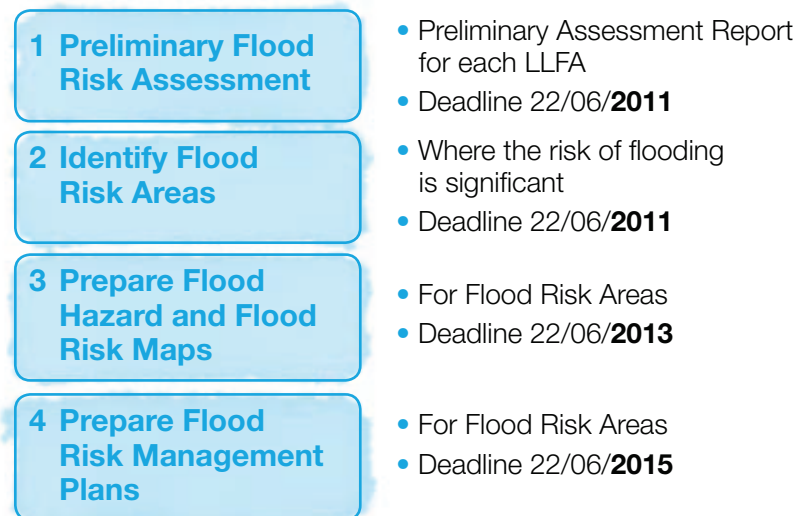 1 Preliminary Flood
Risk Assessment
• Preliminary Assessment Report
for each LLFA
• Deadline 22/06/2011
2 Identify Flood
Risk Areas
• Where the risk of flooding
is significant
• Deadline 22/06/2011
3 Prepare Flood
Hazard and Flood
Risk Maps
• For Flood Risk Areas
• Deadline 22/06/2013
4 Prepare Flood
Risk Management
Plans
• For Flood Risk Areas
• Deadline 22/06/2015